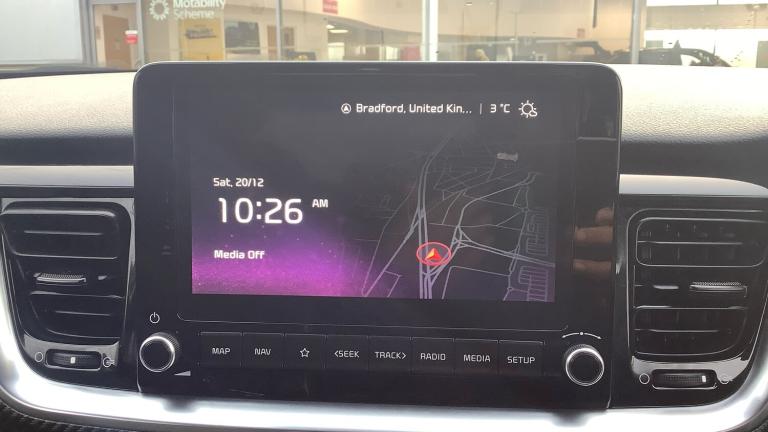 Motability
Scheme
Bradford, United Kin... | 3 °C
Sat, 20/12
10:26 AM
Media Off
MAP
NAV
<SEEK
TRACK>
RADIO
MEDIA
SETUP